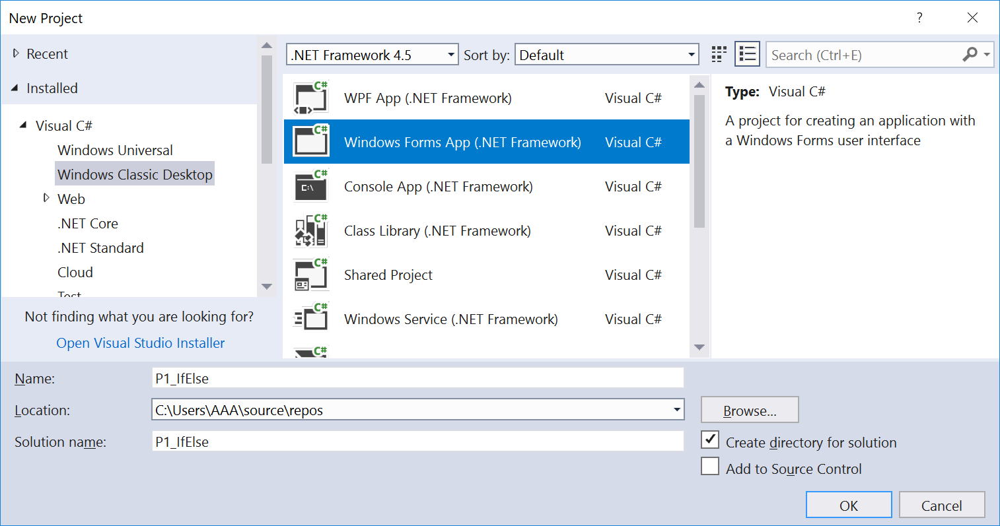 New Project
?
Recent
Installed
Visual C#
Windows Universal
Windows Classic Desktop
Web
.NET Core
.NET Standard
Cloud
Test
Not finding what you are looking for?
Open Visual Studio Installer
.NET Framework 4.5
Sort by:
Default
Search (Ctrl+E)
C# WPF App (.NET Framework) Visual C#
C# Windows Forms App (.NET Framework) Visual C#
C# C:\ Console App (.NET Framework) Visual C#
C# Class Library (.NET Framework) Visual C#
C# Shared Project Visual C#
C# Windows Service (.NET Framework) Visual C#
C#
Type: Visual C#
A project for creating an application with
a Windows Forms user interface
Name: P1_IfElse
Location: C:\Users\AAA\source\repos
Browse...
Solution name: P1_IfElse
Create directory for solution
Add to Source Control
OK
Cancel